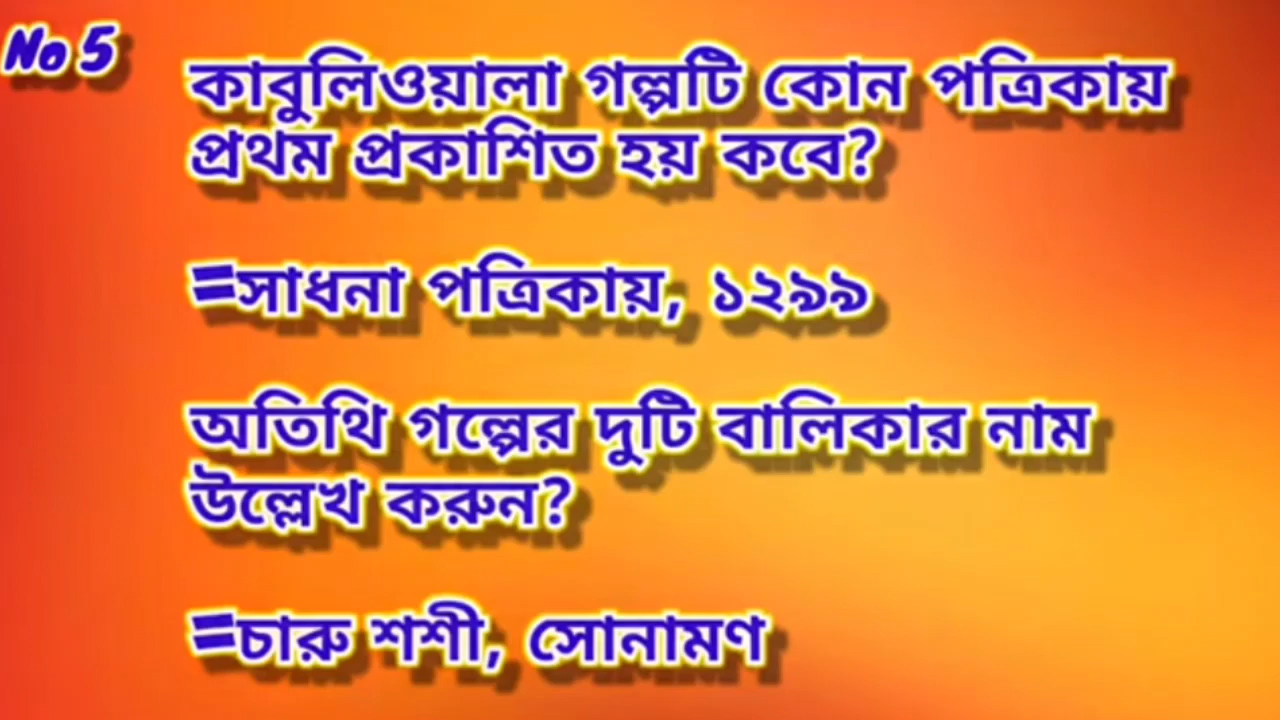 No 5
কাবুলিওয়ালা গল্পটি কোন পত্রিকায়
প্রথম প্রকাশিত হয় কবে?
=সাধনা পত্রিকায়, ১২৯৯
অতিথি গল্পের দুটি বালিকার নাম
উল্লেখ করুন?
=চারু শশী, সোনামণ